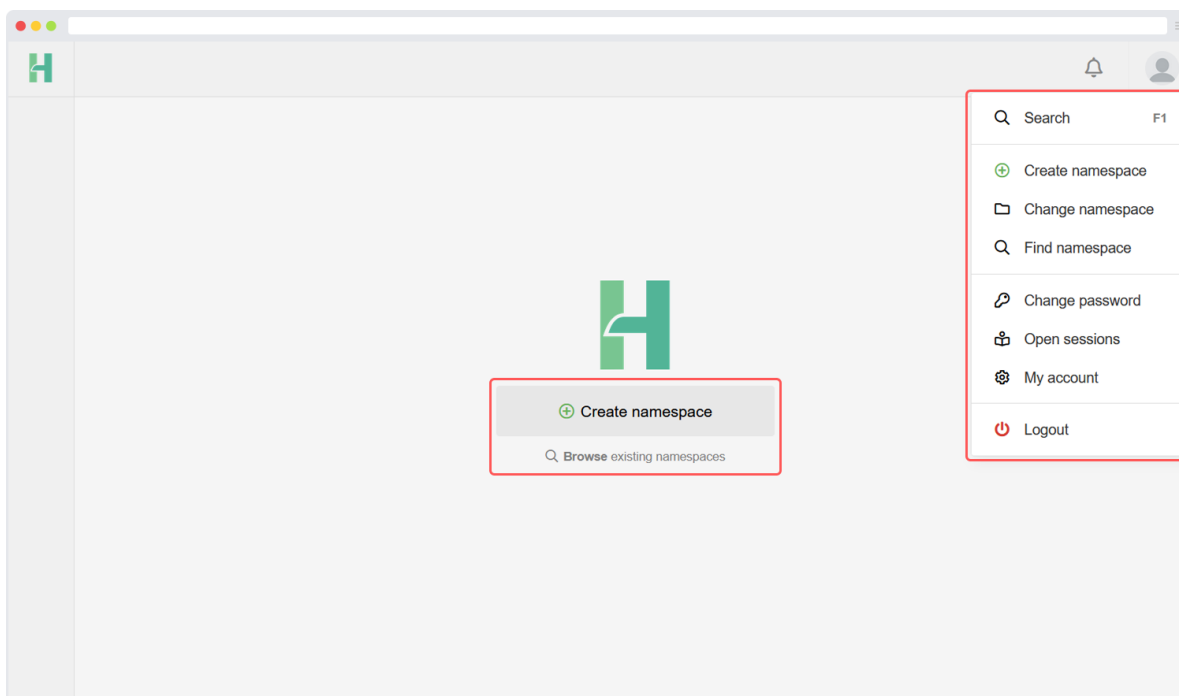 Search F1
Create namespace
Change namespace
Find namespace
Change password
Open sessions
My account
Logout
Create namespace
Browse existing namespaces